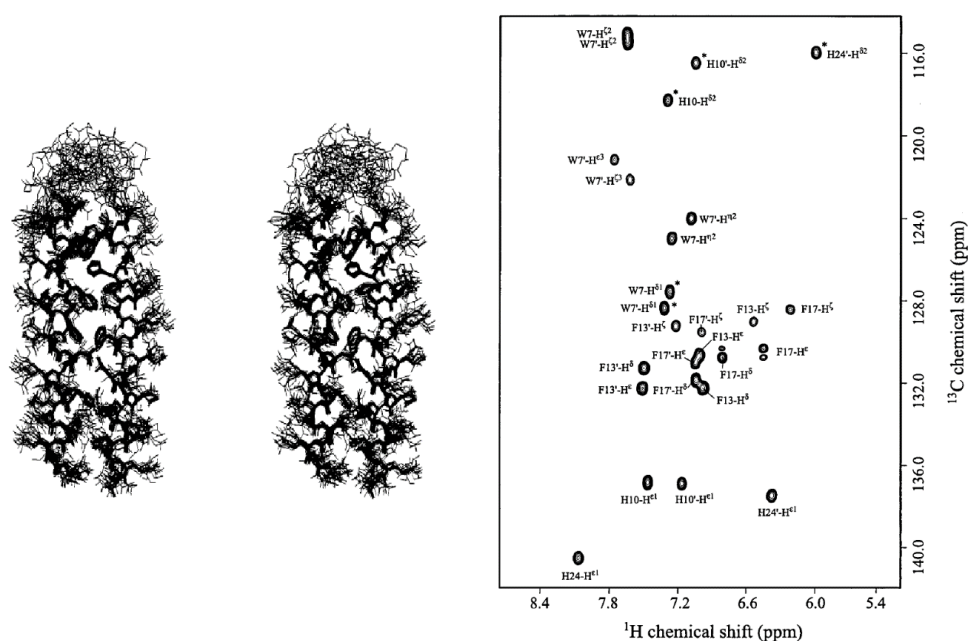 W7-Hζ2
W7'-Hζ2
* H24'-Hδ2
* H10'-Hδ2
* H10-Hδ2
W7'-Hε3
W7'-Hζ3
W7'-Hη2
W7-Hη2
W7-Hδ1 *
W7'-Hδ1 *
F13-Hζ
F17-Hζ
F17'-Hζ
F13'-Hζ
F13-Hε
F17-Hε
F17'-Hε
F17-Hδ
F13'-Hδ
F13'-Hε
F17'-Hδ
F13-Hδ
H10-Hε1
H10'-Hε1
H24'-Hε1
H24-Hε1
116.0
120.0
124.0
128.0
132.0
136.0
140.0
13C chemical shift (ppm)
8.4 7.8 7.2 6.6 6.0 5.4
1H chemical shift (ppm)